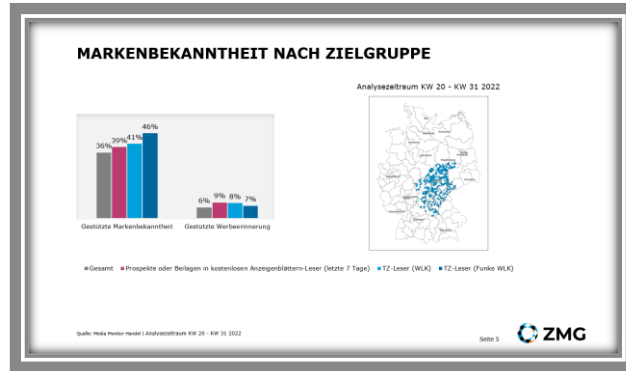 MARKENBEKANNTHEIT NACH ZIELGRUPPE
Analysezeitraum KW 20 - KW 31 2022
36%
39%
41%
46%
6%
9%
8%
7%
Gestützte Markenbekanntheit
Gestützte Werbeerinnerung
Gesamt
Prospekte oder Beilagen in kostenlosen Anzeigenblättern-Leser (letzte 7 Tage)
TZ-Leser (WLK)
TZ-Leser (Funke WLK)
Quelle: Media Monitor Handel | Analysezeitraum KW 20 - KW 31 2022
Seite 5
ZMG